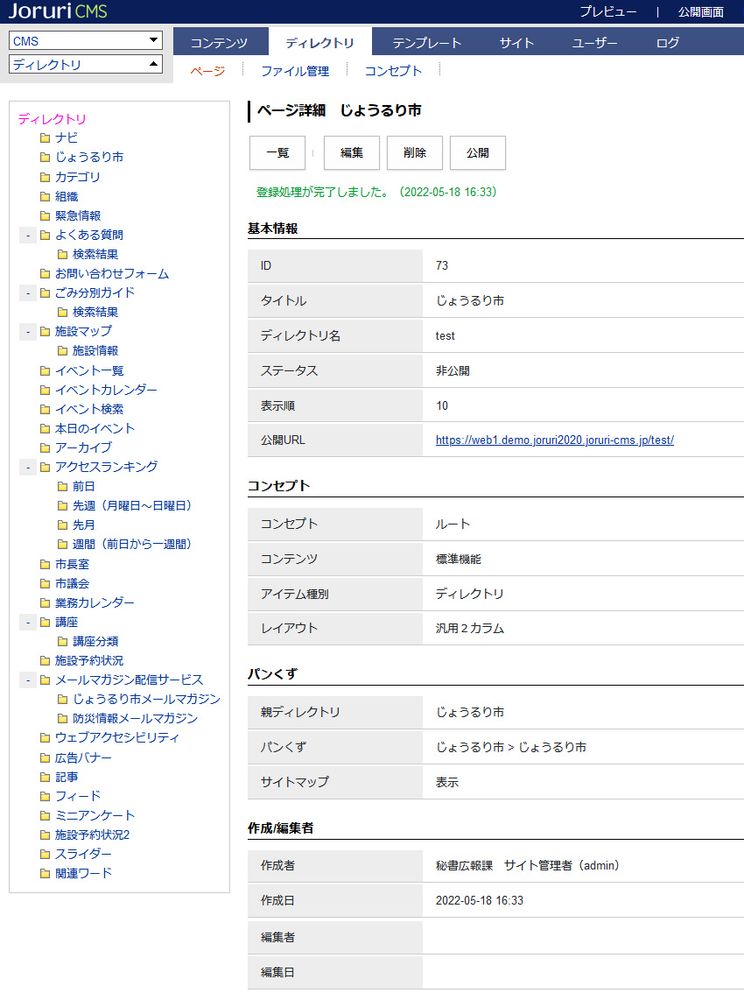 Joruri CMS
プレビュー | 公開画面
CMS
ディレクトリ
コンテンツ ディレクトリ テンプレート サイト ユーザー ログ
ページ ファイル管理 コンセプト
ディレクトリ
ナビ
じょうるり市
カテゴリ
組織
緊急情報
- よくある質問
検索結果
お問い合わせフォーム
- ごみ分別ガイド
検索結果
- 施設マップ
施設情報
イベント一覧
イベントカレンダー
イベント検索
本日のイベント
アーカイブ
- アクセスランキング
前日
先週（月曜日～日曜日）
先月
週間（前日から一週間）
市長室
市議会
業務カレンダー
- 講座
講座分類
施設予約状況
- メールマガジン配信サービス
じょうるり市メールマガジン
防災情報メールマガジン
ウェブアクセシビリティ
広告バナー
記事
フィード
ミニアンケート
施設予約状況2
スライダー
関連ワード
ページ詳細　じょうるり市
一覧 編集 削除 公開
登録処理が完了しました。（2022-05-18 16:33）
基本情報
ID 73
タイトル じょうるり市
ディレクトリ名 test
ステータス 非公開
表示順 10
公開URL https://web1.demo.joruri2020.joruri-cms.jp/test/
コンセプト
コンセプト ルート
コンテンツ 標準機能
アイテム種別 ディレクトリ
レイアウト 汎用２カラム
パンくず
親ディレクトリ じょうるり市
パンくず じょうるり市 > じょうるり市
サイトマップ 表示
作成/編集者
作成者 秘書広報課　サイト管理者（admin）
作成日 2022-05-18 16:33
編集者
編集日